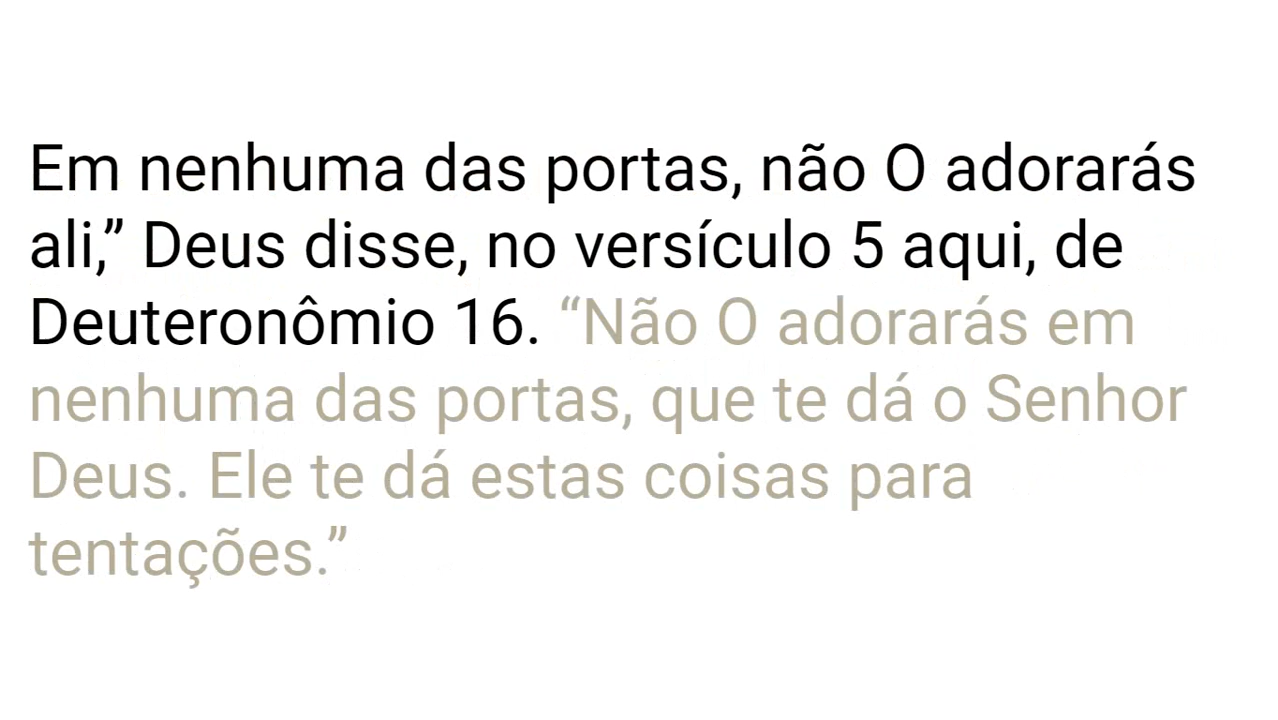 Em nenhuma das portas, não O adorarás
ali,” Deus disse, no versículo 5 aqui, de
Deuteronômio 16. “Não O adorarás em
nenhuma das portas, que te dá o Senhor
Deus. Ele te dá estas coisas para
tentações.”